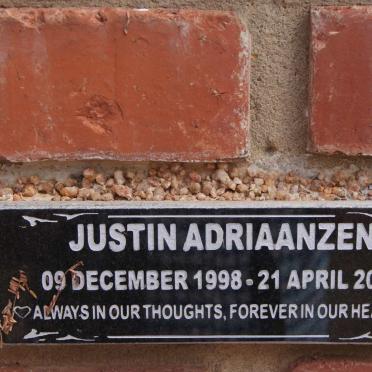 JUSTIN ADRIAANZEN
09 DECEMBER 1998 - 21 APRIL
ALWAYS IN OUR THOUGHTS, FOREVER IN OUR